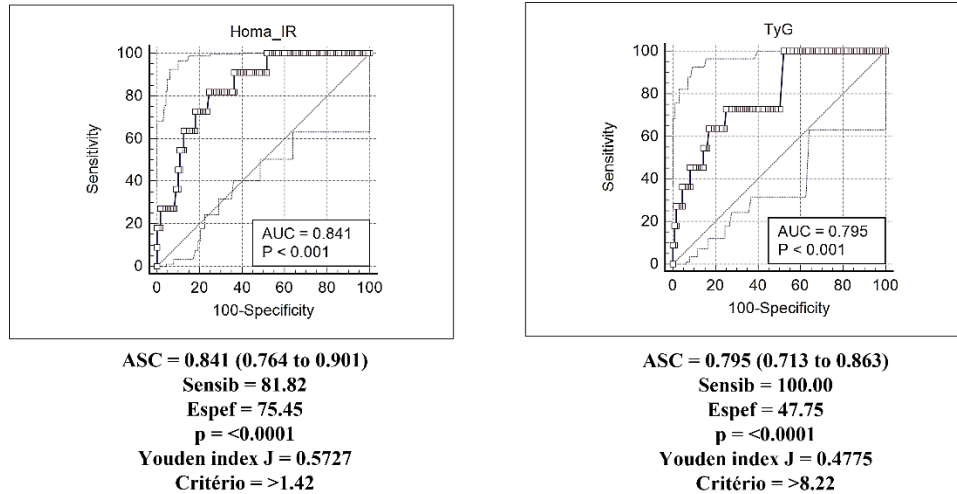 Homa_IR
100
80
60
40
20
0
Sensitivity
AUC = 0.841
P < 0.001
0 20 40 60 80 100
100-Specificity
ASC = 0.841 (0.764 to 0.901)
Sensib = 81.82
Espef = 75.45
p = <0.0001
Youden index J = 0.5727
Critério = >1.42
TyG
100
80
60
40
20
0
Sensitivity
AUC = 0.795
P < 0.001
0 20 40 60 80 100
100-Specificity
ASC = 0.795 (0.713 to 0.863)
Sensib = 100.00
Espef = 47.75
p = <0.0001
Youden index J = 0.4775
Critério = >8.22